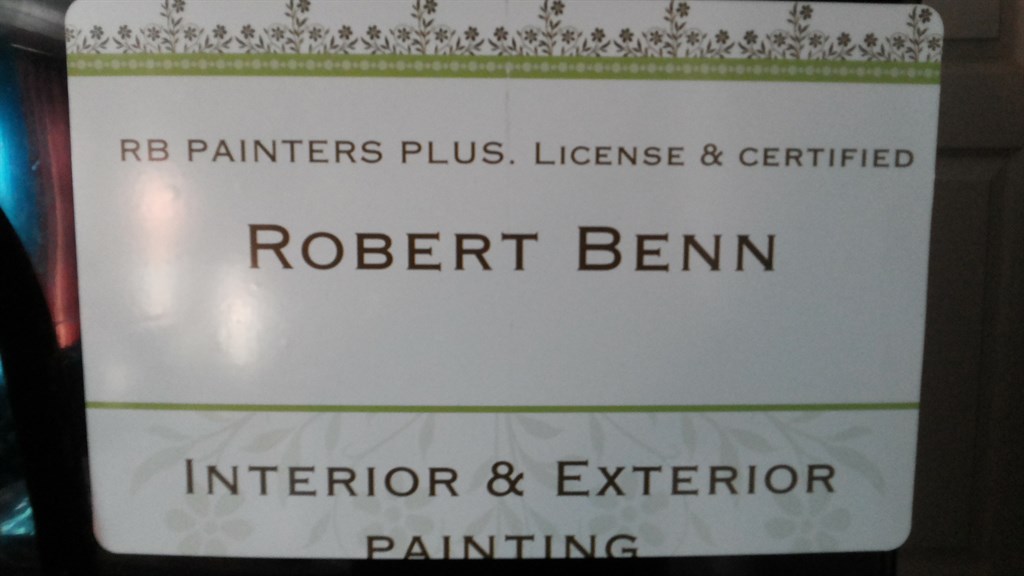 RB PAINTERS PLUS. LICENSE & CERTIFIED
ROBERT BENN
INTERIOR & EXTERIOR
PAINTING